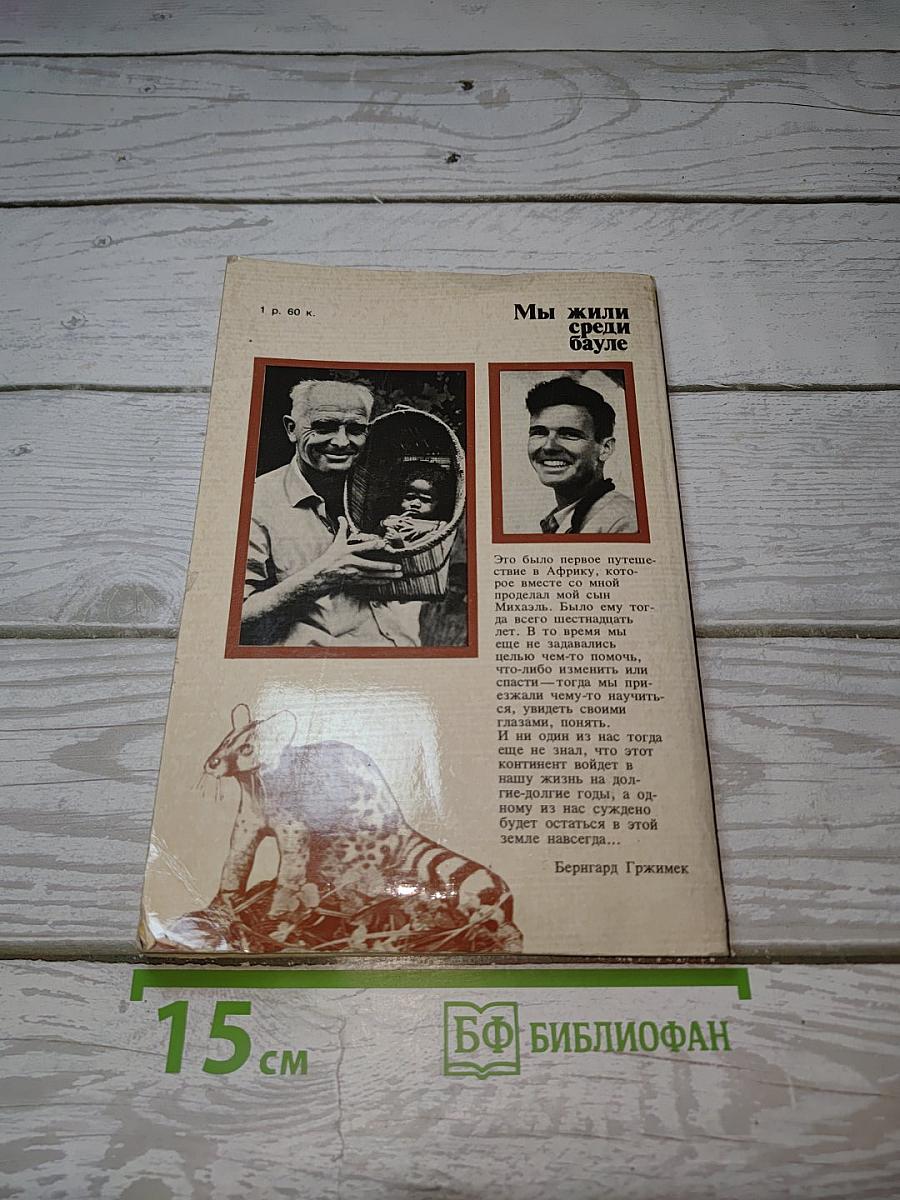 1 р. 60 к.
Мы жили
среди
бауле
Это было первое путеше-
ствие в Африку, кото-
рое вместе со мной
проделал мой сын
Михаэль. Было ему тог-
да всего шестнадцать
лет. В то время мы
еще не задавались
целью чем-то помочь,
что-либо изменить или
спасти — тогда мы при-
езжали чему-то научить-
ся, увидеть своими
глазами, понять.
И ни один из нас тогда
еще не знал, что этот
континент войдет в
нашу жизнь на дол-
гие-долгие годы, а од-
ному из нас суждено
будет остаться в этой
земле навсегда...
Бернгард Гржимек
15 см
БФ БИБЛИОФАН